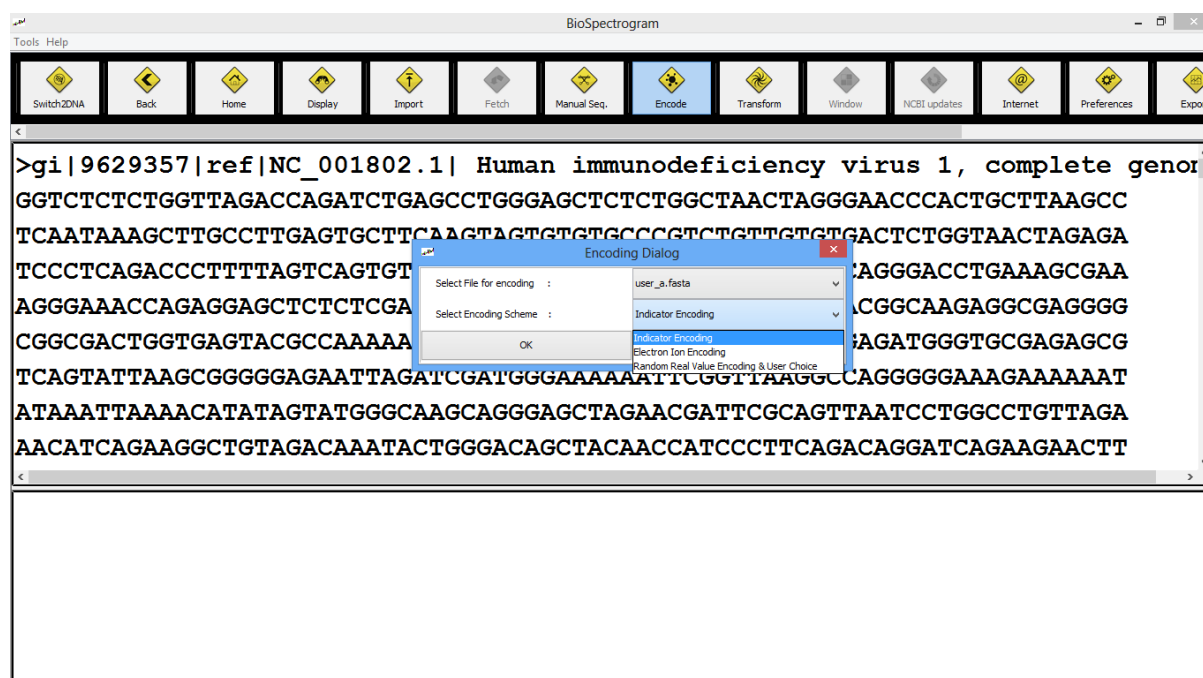 BioSpectrogram
Tools Help
Switch2DNA Back Home Display Import Fetch Manual Seq. Encode Transform Window NCBI updates Internet Preferences
>gi|9629357|ref|NC_001802.1| Human immunodeficiency virus 1, complete
GGTCTCTCTGGTTAGACCAGATCTGAGCCTGGGAGCTCTCTGGCTAACTAGGGAACCCACTGCTTAAGCC
TCAATAAAGCTTGCCTTGAGTGCTTCAAGTAGTGTGTGCCCGTCTGTTGTGTGACTCTGGTAACTAGAGA
TCCCTCAGACCCTTTTAGTCAGTGT CAGGGACCTGAAAGCGAA
AGGGAAACCAGAGGAGCTCTCTCGA ACGGCAAGAGGCGAGGGG
CGGCGACTGGTGAGTACGCCAAAAA AGATGGGTGCGAGAGCG
TCAGTATTAAGCGGGGGAGAATTAGATCGATGGGAAAAAATTCGGTTAAGGCCAGGGGGAAAGAAAAAAT
ATAAATTAAAACATATAGTATGGGCAAGCAGGGAGCTAGAACGATTCGCAGTTAATCCTGGCCTGTTAGA
AACATCAGAAGGCTGTAGACAAATACTGGGACAGCTACAACCATCCCTTCAGACAGGATCAGAAGAACTT
Encoding Dialog
Select File for encoding : user_a.fasta
Select Encoding Scheme : Indicator Encoding
OK
Indicator Encoding
Electron Ion Encoding
Random Real Value Encoding & User Choice